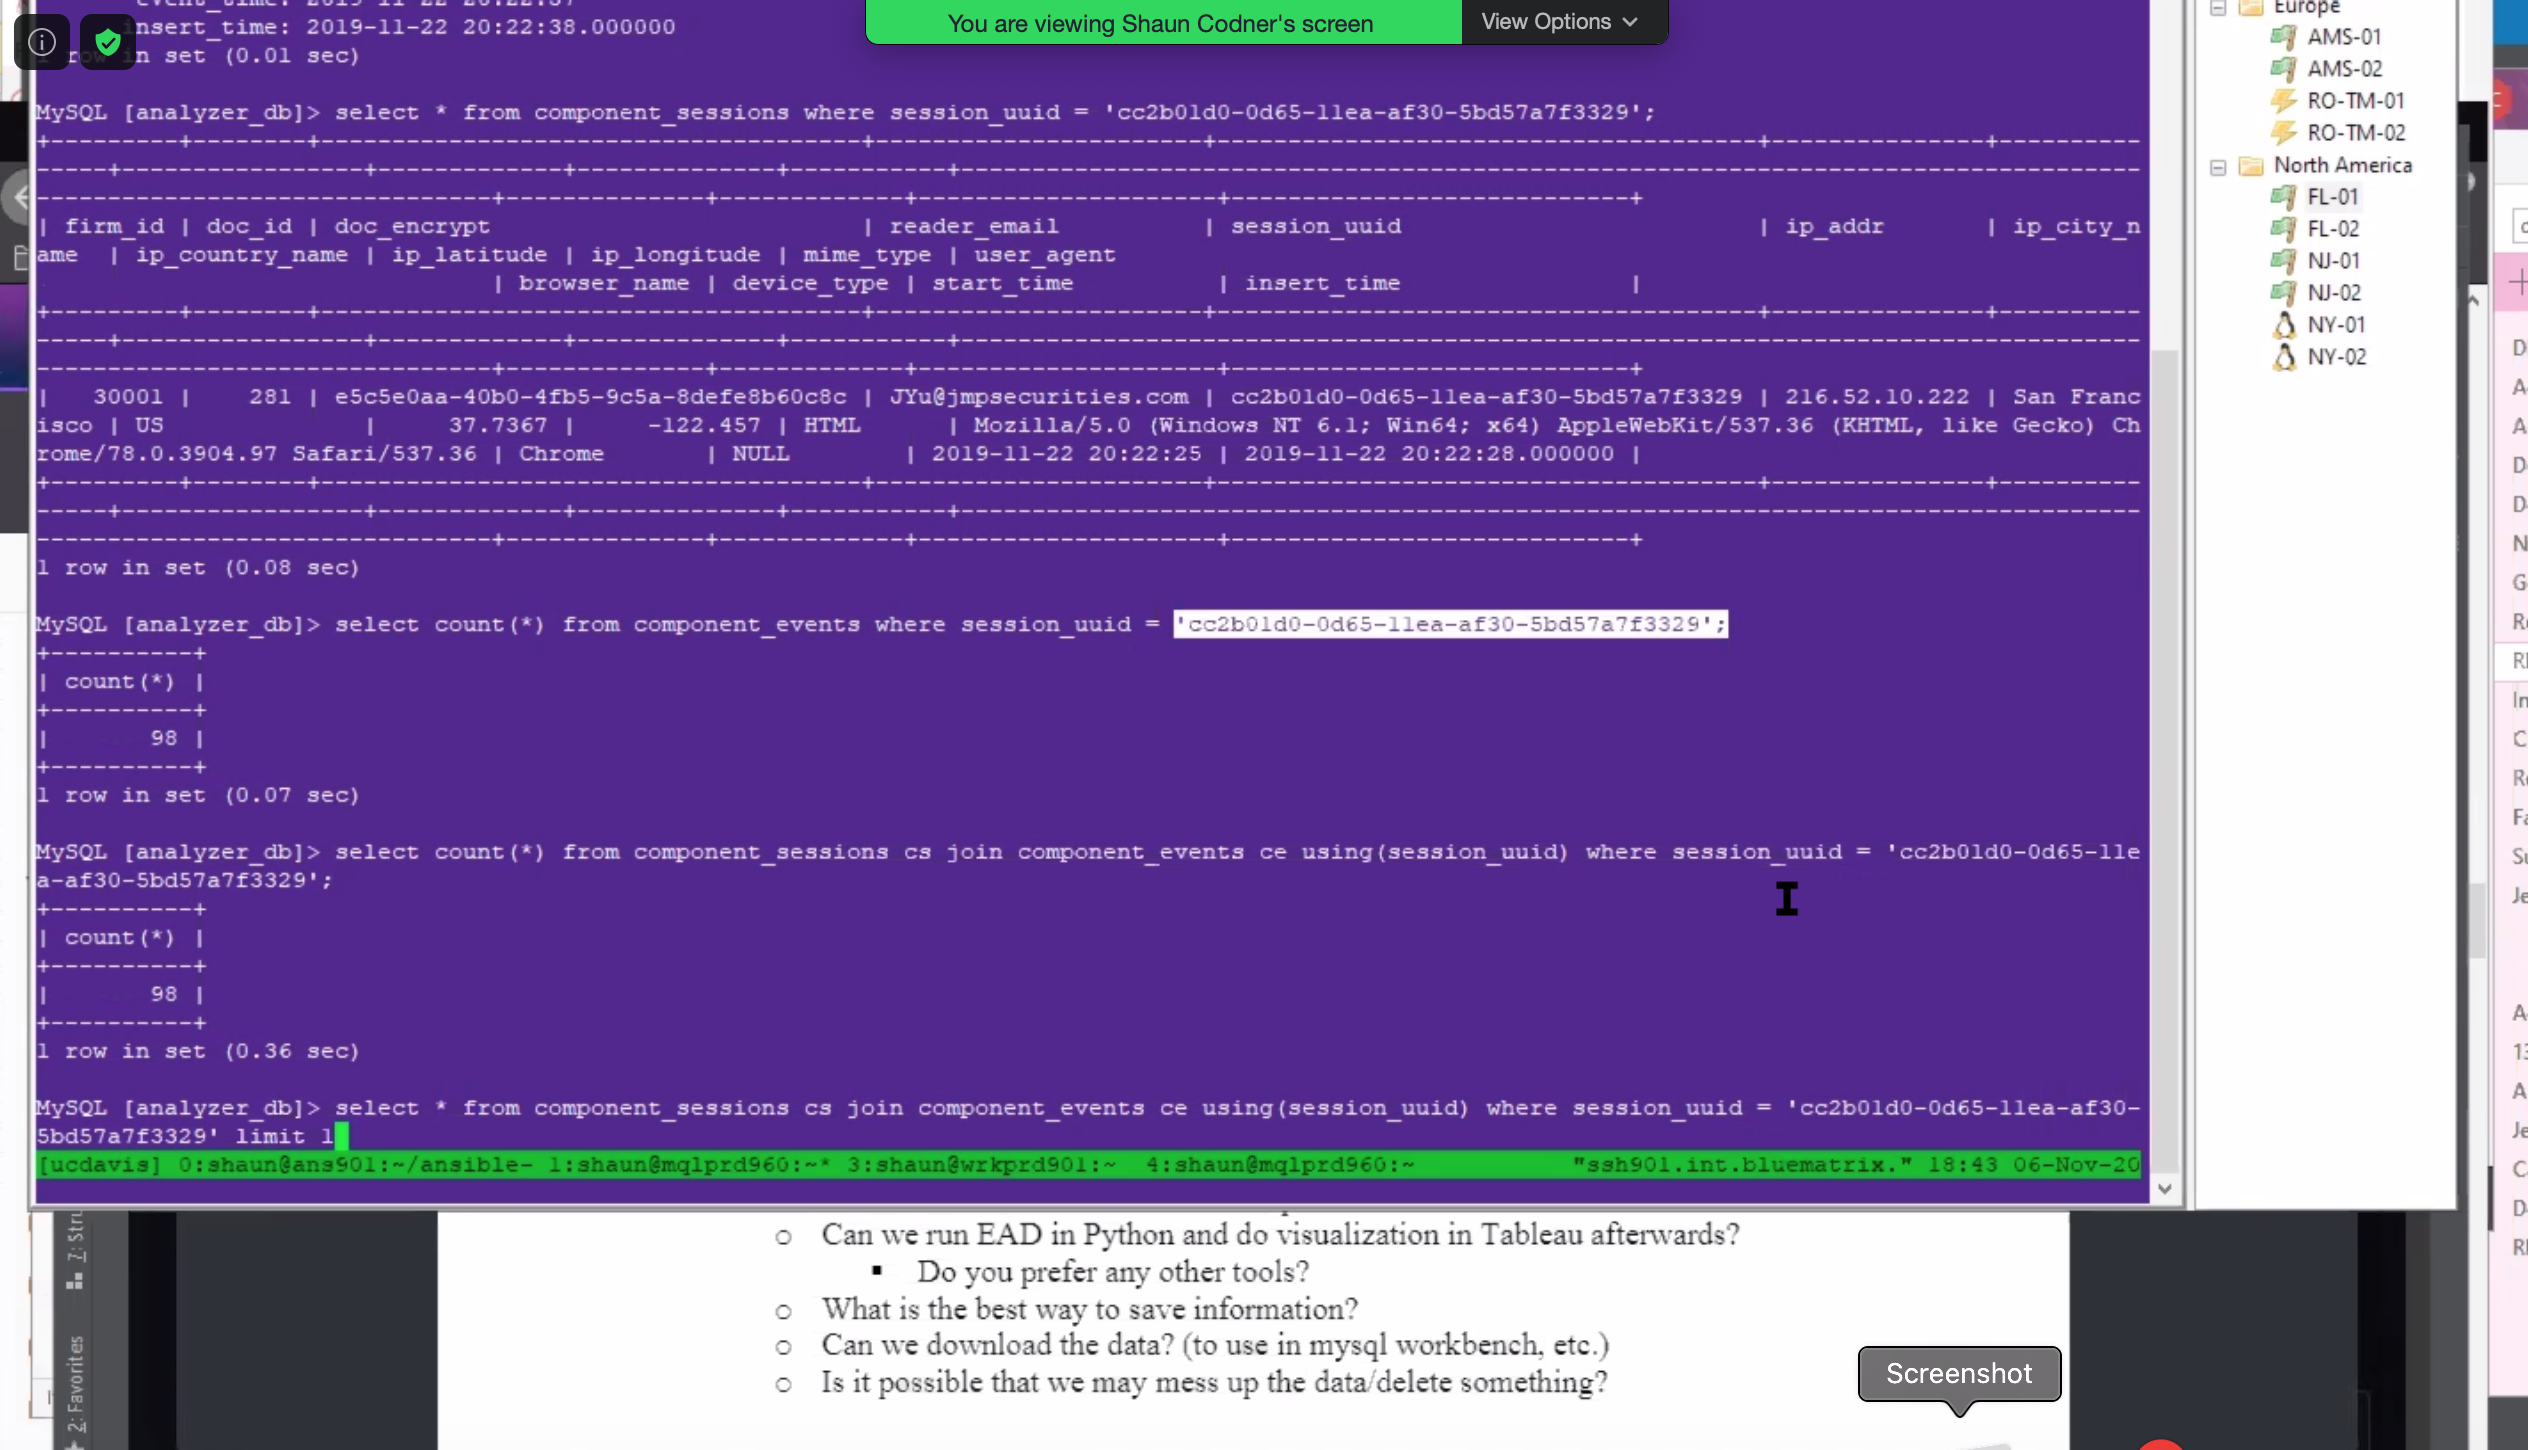 You are viewing Shaun Codner's screen
View Options
insert_time: 2019-11-22 20:22:38.000000
1 row in set (0.01 sec)
MySQL [analyzer_db]> select * from component_sessions where session_uuid = 'cc2b01d0-0d65-11ea-af30-5bd57a7f3329';
| firm_id | doc_id | doc_encrypt | reader_email | session_uuid | ip_addr | ip_city_n
ame | ip_country_name | ip_latitude | ip_longitude | mime_type | user_agent
| browser_name | device_type | start_time | insert_time |
| 30001 | 281 | e5c5e0aa-40b0-4fb5-9c5a-8defe8b60c8c | JYu@jmpsecurities.com | cc2b01d0-0d65-11ea-af30-5bd57a7f3329 | 216.52.10.222 | San Franc
isco | US | 37.7367 | -122.457 | HTML | Mozilla/5.0 (Windows NT 6.1; Win64; x64) AppleWebKit/537.36 (KHTML, like Gecko) Ch
rome/78.0.3904.97 Safari/537.36 | Chrome | NULL | 2019-11-22 20:22:25 | 2019-11-22 20:22:28.000000 |
1 row in set (0.08 sec)
MySQL [analyzer_db]> select count(*) from component_events where session_uuid = 'cc2b01d0-0d65-11ea-af30-5bd57a7f3329';
+----------+
| count(*) |
+----------+
| 98 |
+----------+
1 row in set (0.07 sec)
MySQL [analyzer_db]> select count(*) from component_sessions cs join component_events ce using(session_uuid) where session_uuid = 'cc2b01d0-0d65-11e
a-af30-5bd57a7f3329';
+----------+
| count(*) |
+----------+
| 98 |
+----------+
1 row in set (0.36 sec)
MySQL [analyzer_db]> select * from component_sessions cs join component_events ce using(session_uuid) where session_uuid = 'cc2b01d0-0d65-11ea-af30-
5bd57a7f3329' limit 1
[ucdavis] 0:shaun@ans901:~/ansible- 1:shaun@mqlprd960:~* 3:shaun@wrkprd901:~ 4:shaun@mqlprd960:~ "ssh901.int.bluematrix." 18:43 06-Nov-20
Europe
AMS-01
AMS-02
RO-TM-01
RO-TM-02
North America
FL-01
FL-02
NJ-01
NJ-02
NY-01
NY-02
○ Can we run EAD in Python and do visualization in Tableau afterwards?
▪ Do you prefer any other tools?
○ What is the best way to save information?
○ Can we download the data? (to use in mysql workbench, etc.)
○ Is it possible that we may mess up the data/delete something?
Screenshot
2: Favorites